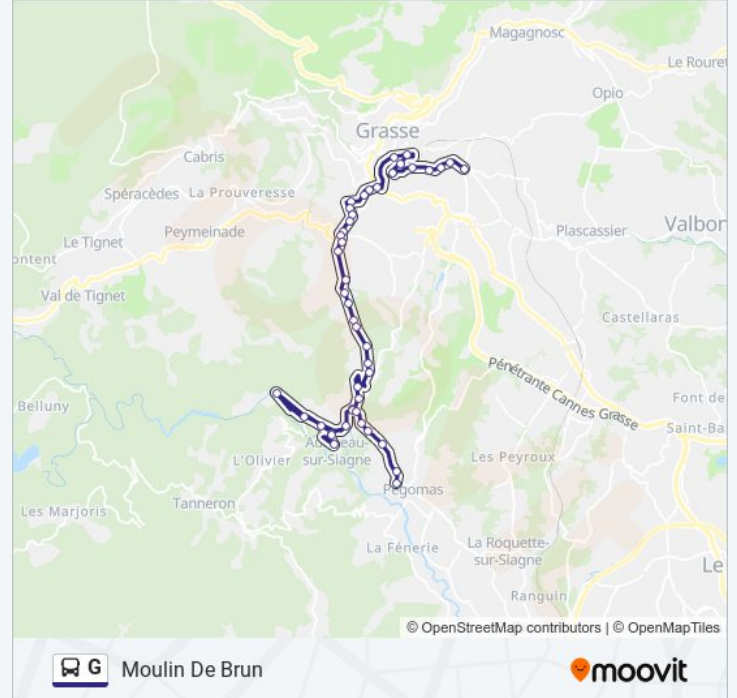 Magagnosc
Le Rouret
Opio
Grasse
Cabris
Spéracèdes
La Prouveresse
Le Tignet
Peymeinade
Plascassier
Valbon
ontent
Val de Tignet
Castellaras
Pénétrante Cannes Grasse
Belluny
Font de
Saint-Ba
Au eau-
sur-Siagne
L'Olivier
Les Peyroux
Pégomas
Tanneron
Les Marjoris
La Fénerie
La Roquette-
sur-Siagne
Le
Ranguin
© OpenStreetMap contributors | © OpenMapTiles
G Moulin De Brun
moovit